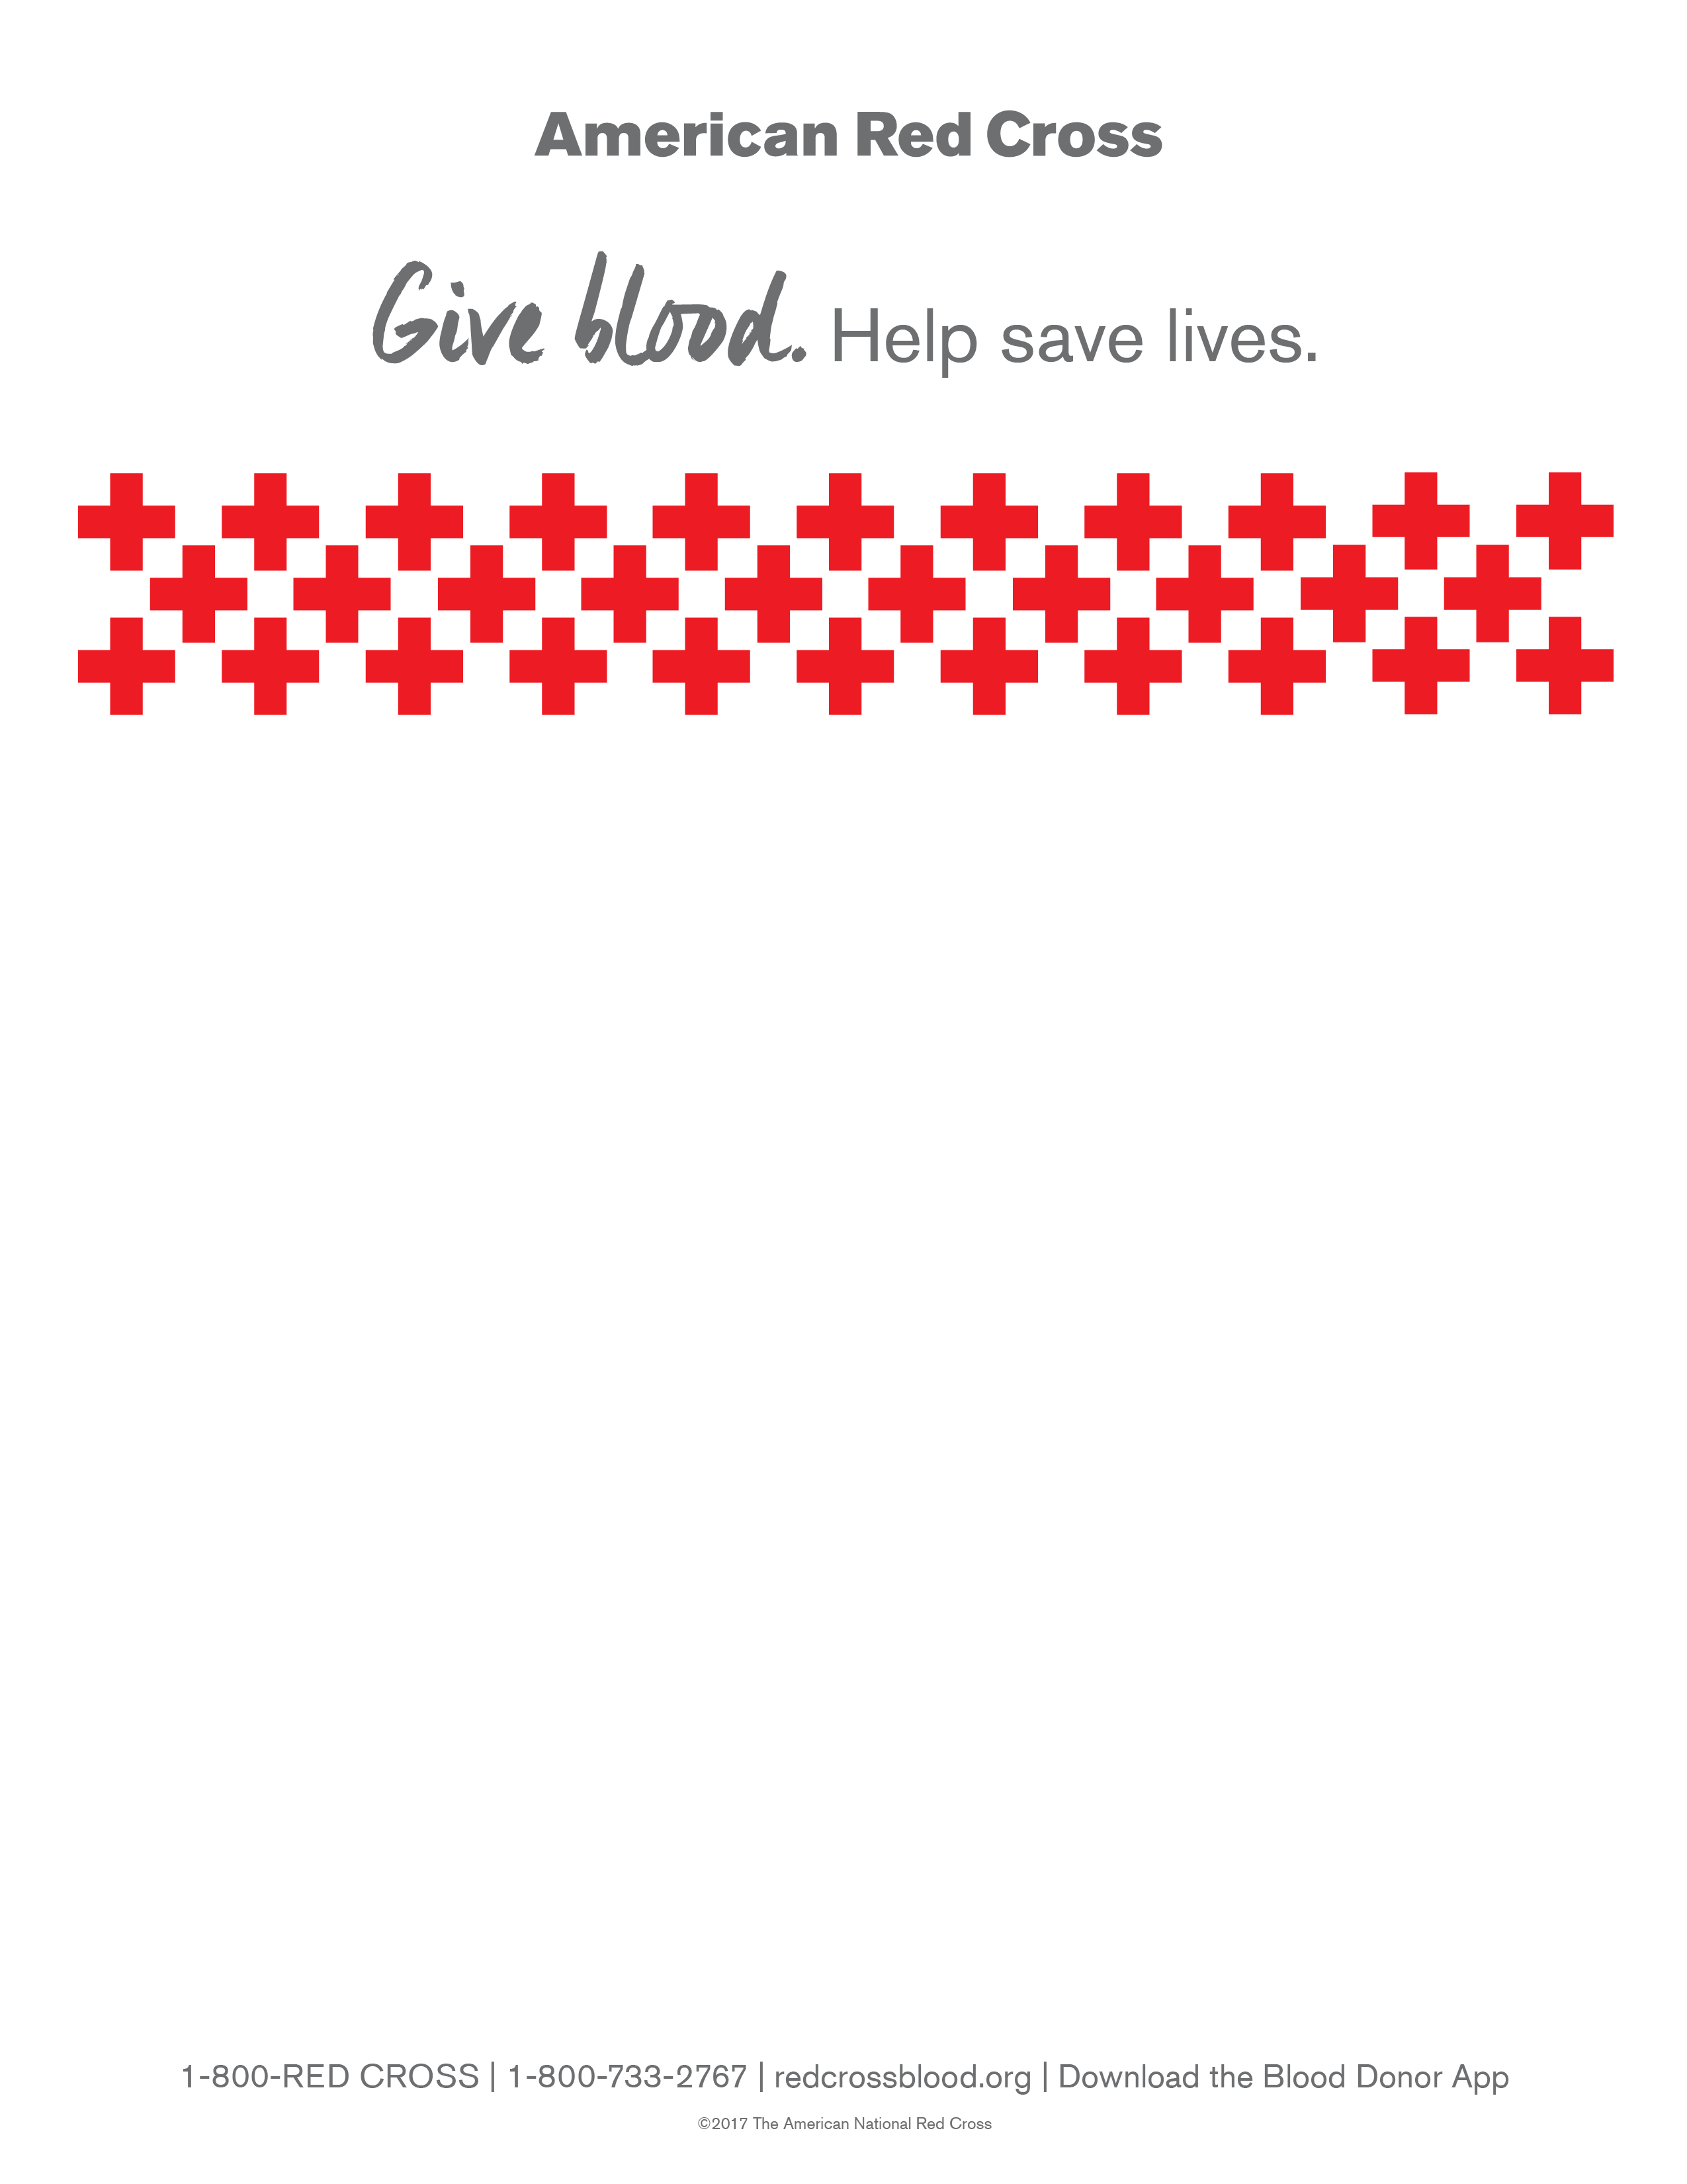 American Red Cross
Give blood. Help save lives.
1-800-RED CROSS | 1-800-733-2767 | redcrossblood.org | Download the Blood Donor App
©2017 The American National Red Cross